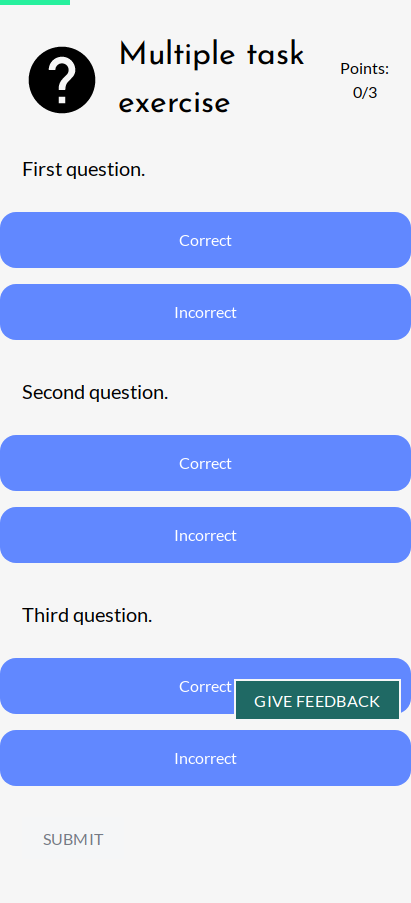 Multiple task
exercise
Points:
0/3
First question.
Correct
Incorrect
Second question.
Correct
Incorrect
Third question.
Correct
GIVE FEEDBACK
Incorrect
SUBMIT